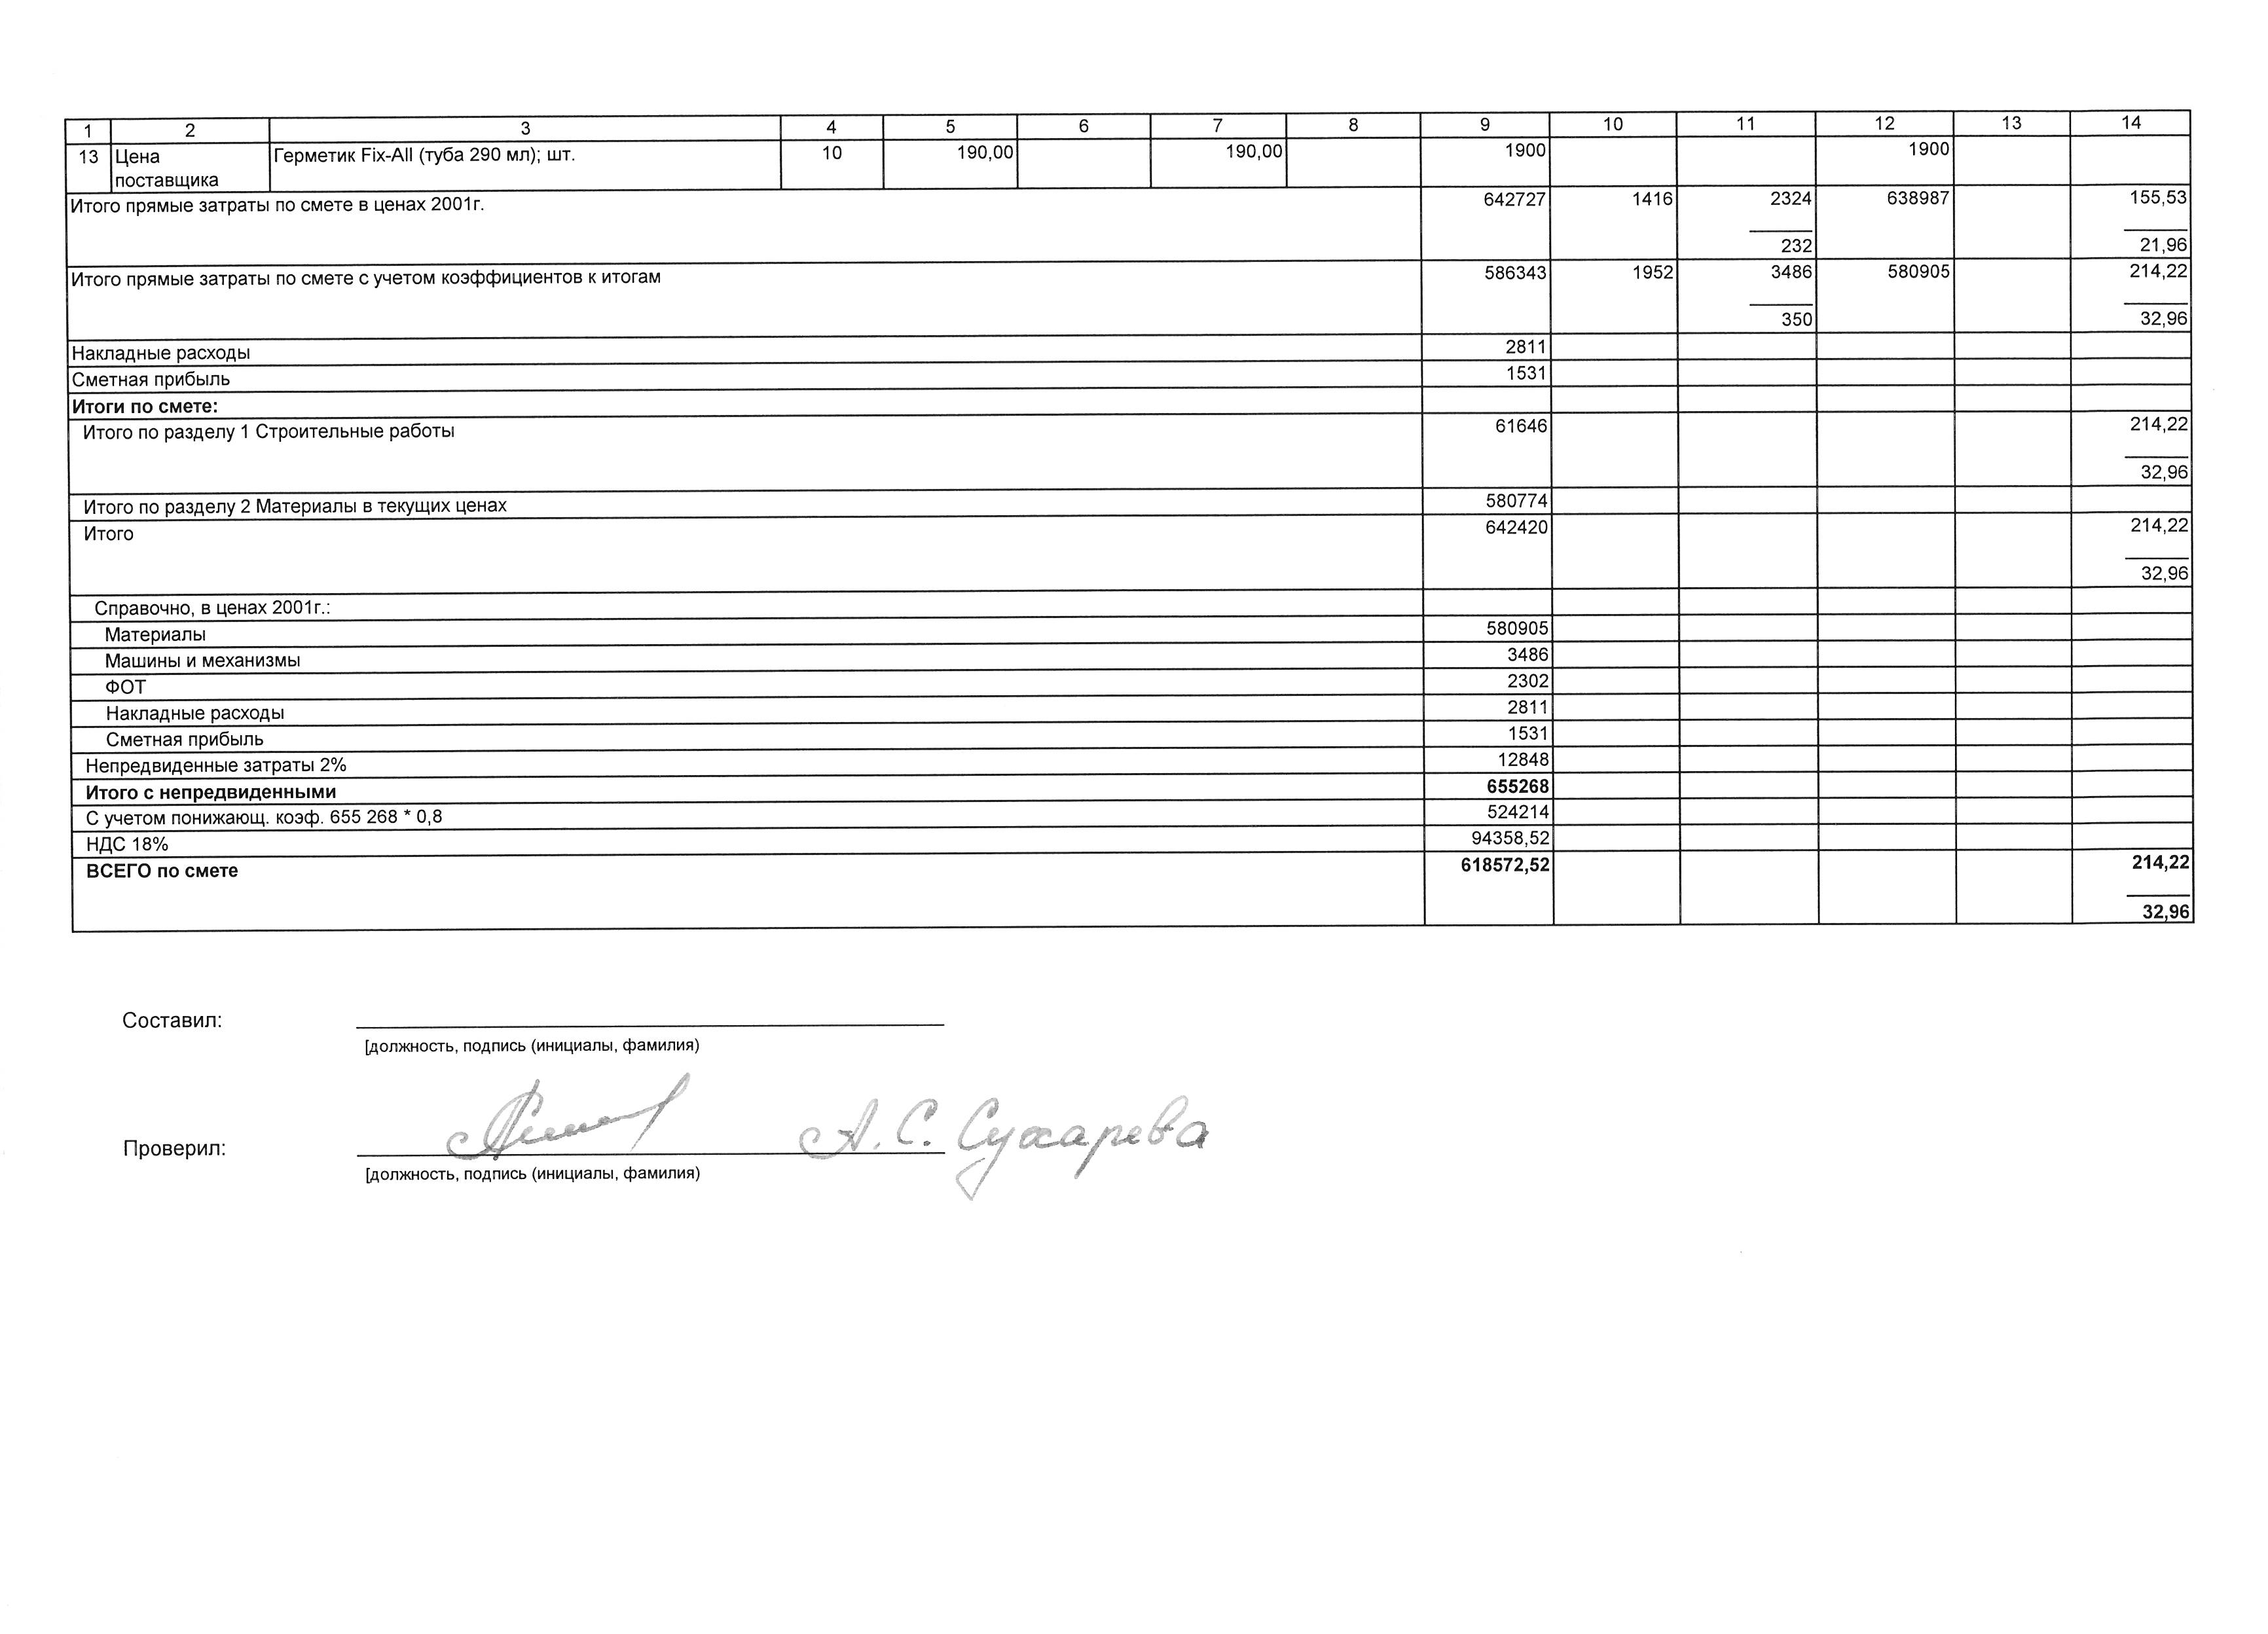 1 2 3 4 5 6 7 8 9 10 11 12 13 14
13 Цена Герметик Fix-All (туба 290 мл); шт. 10 190,00 190,00 1900 1900
поставщика
Итого прямые затраты по смете в ценах 2001г. 642727 1416 2324 638987 155,53
232 21,96
Итого прямые затраты по смете с учетом коэффициентов к итогам 586343 1952 3486 580905 214,22
350 32,96
Накладные расходы 2811
Сметная прибыль 1531
Итоги по смете:
Итого по разделу 1 Строительные работы 61646 214,22
32,96
Итого по разделу 2 Материалы в текущих ценах 580774
Итого 642420 214,22
32,96
Справочно, в ценах 2001г.:
Материалы 580905
Машины и механизмы 3486
ФОТ 2302
Накладные расходы 2811
Сметная прибыль 1531
Непредвиденные затраты 2% 12848
Итого с непредвиденными 655268
С учетом понижающ. коэф. 655 268 * 0,8 524214
НДС 18% 94358,52
ВСЕГО по смете 618572,52 214,22
32,96
Составил:
[должность, подпись (инициалы, фамилия)
Проверил: А. С. Сухарева
[должность, подпись (инициалы, фамилия)